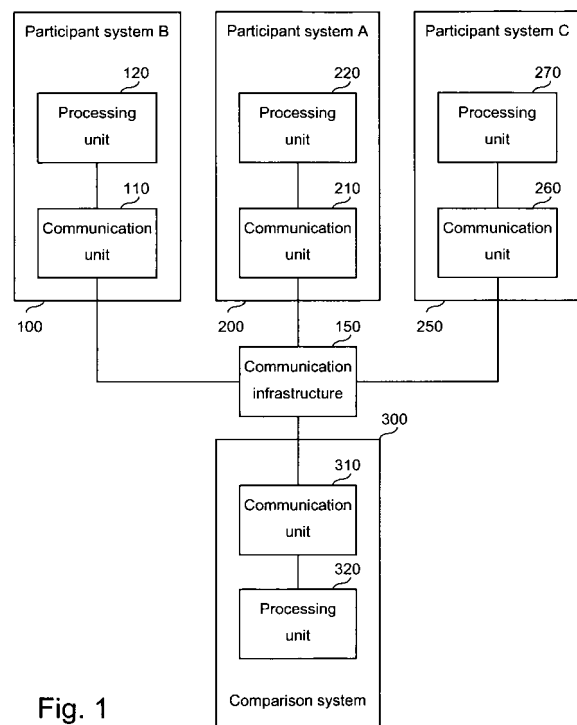 Participant system B
120
Processing
unit
110
Communication
unit
100
Participant system A
220
Processing
unit
210
Communication
unit
200
Participant system C
270
Processing
unit
260
Communication
unit
250
150
Communication
infrastructure
300
310
Communication
unit
320
Processing
unit
Comparison system
Fig. 1